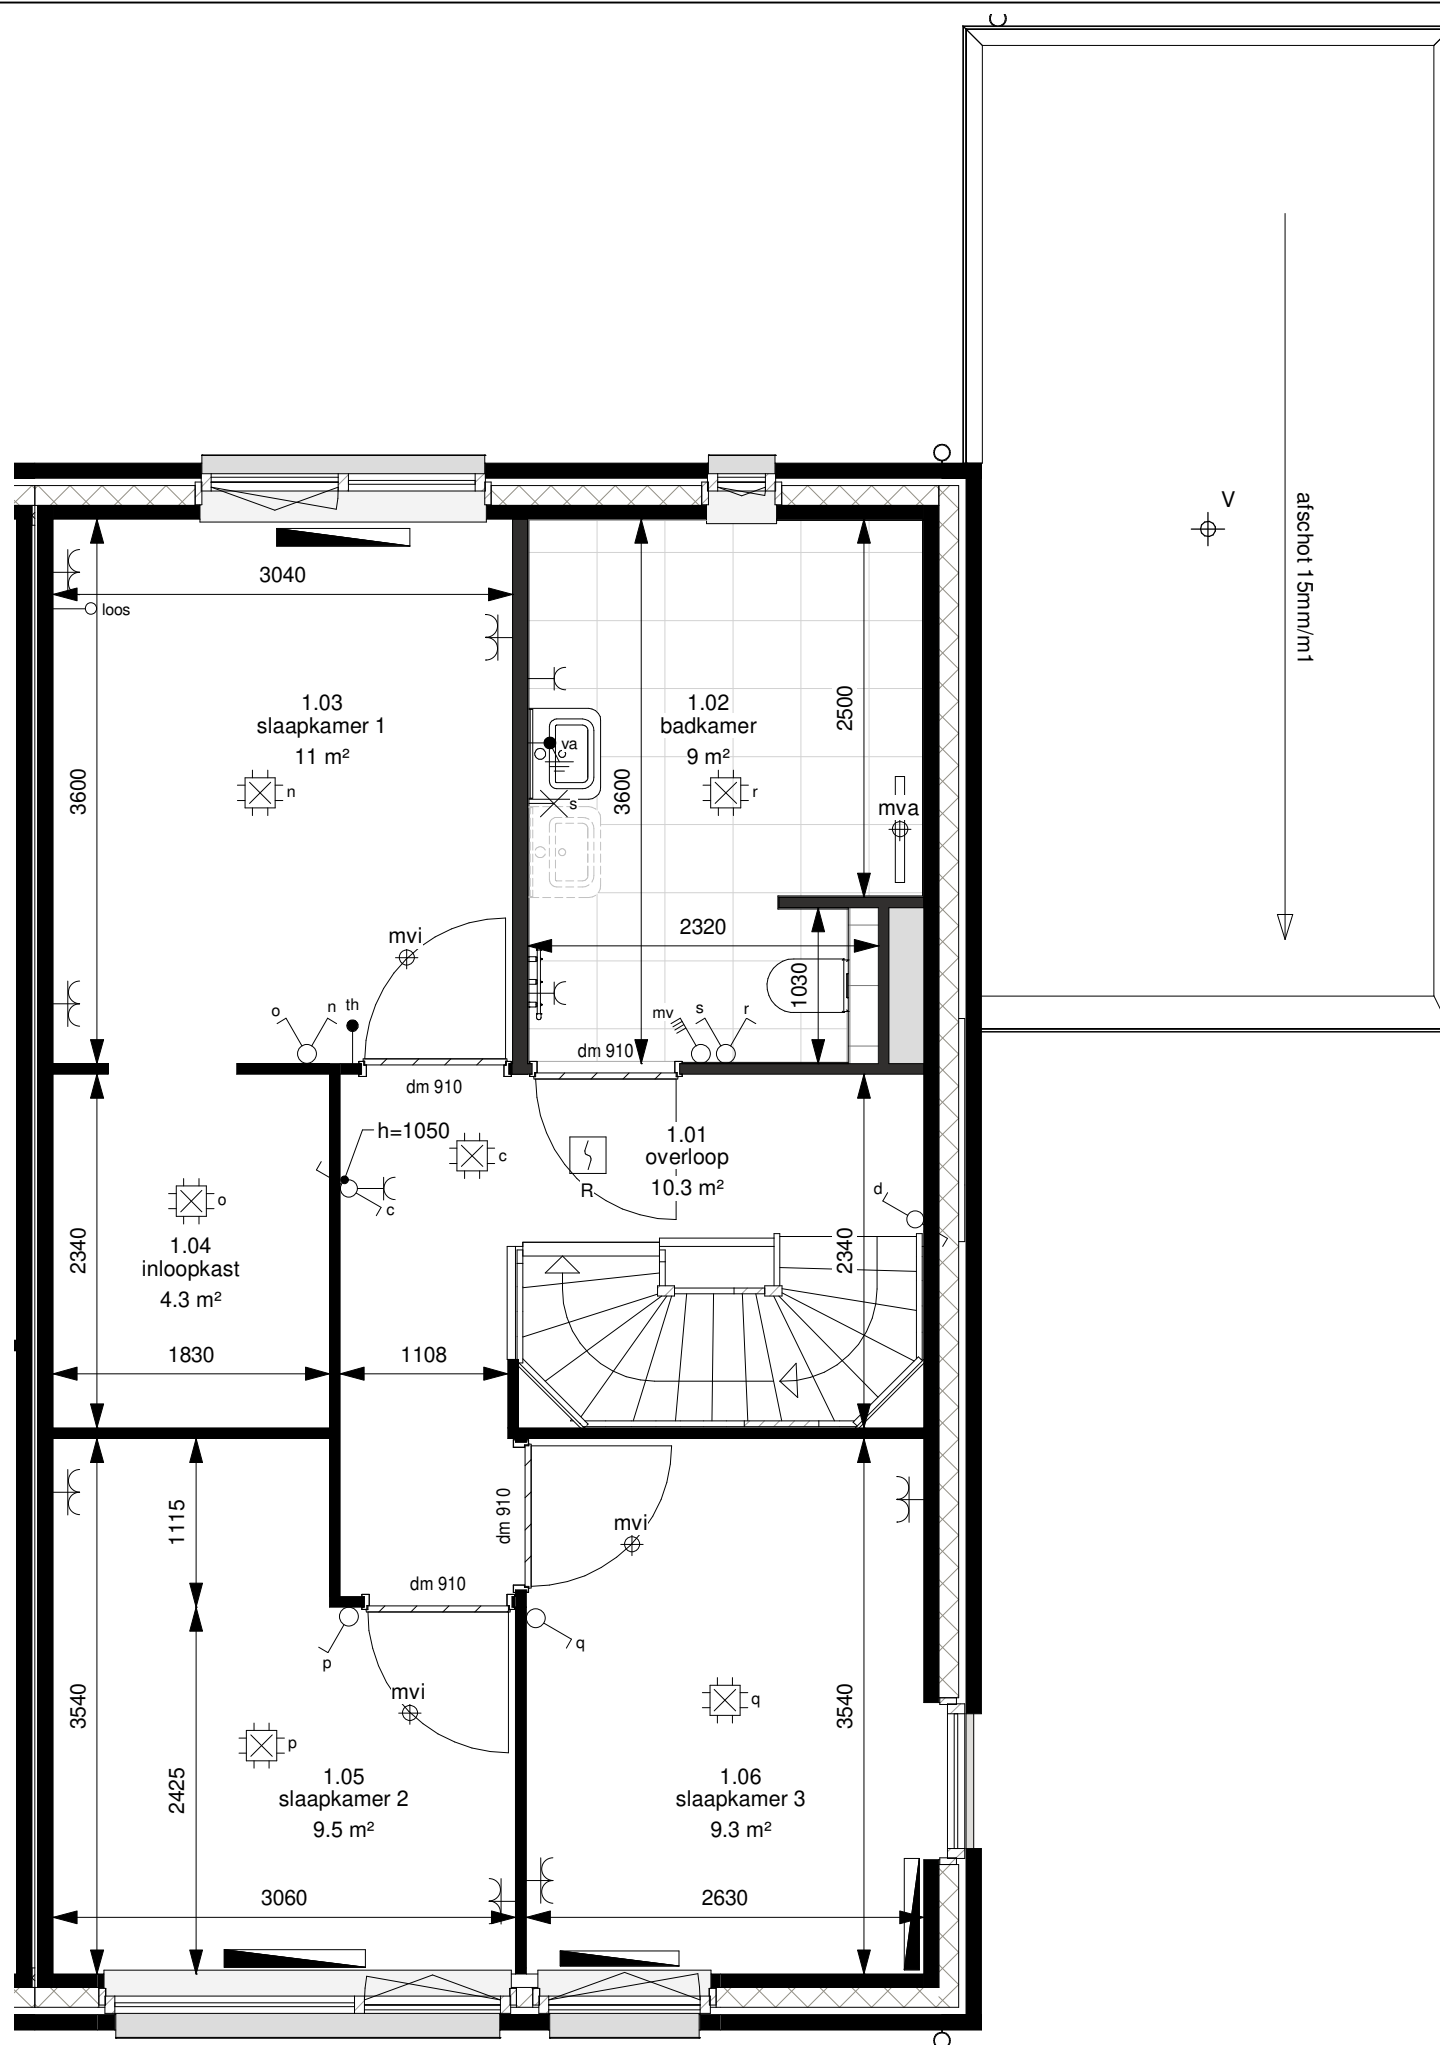 V
afschot 15mm/m1
3040
loos
1.03
slaapkamer 1
11 m²
n
3600
mvi
o
n
th
dm 910
1.02
badkamer
9 m²
r
va
s
3600
2500
mva
2320
1030
mv
s
r
dm 910
h=1050
c
c
1.01
overloop
10.3 m²
R
d
o
1.04
inloopkast
4.3 m²
2340
2340
1830
1108
1115
dm 910
mvi
dm 910
p
q
mvi
3540
2425
p
1.05
slaapkamer 2
9.5 m²
3060
q
1.06
slaapkamer 3
9.3 m²
3540
2630